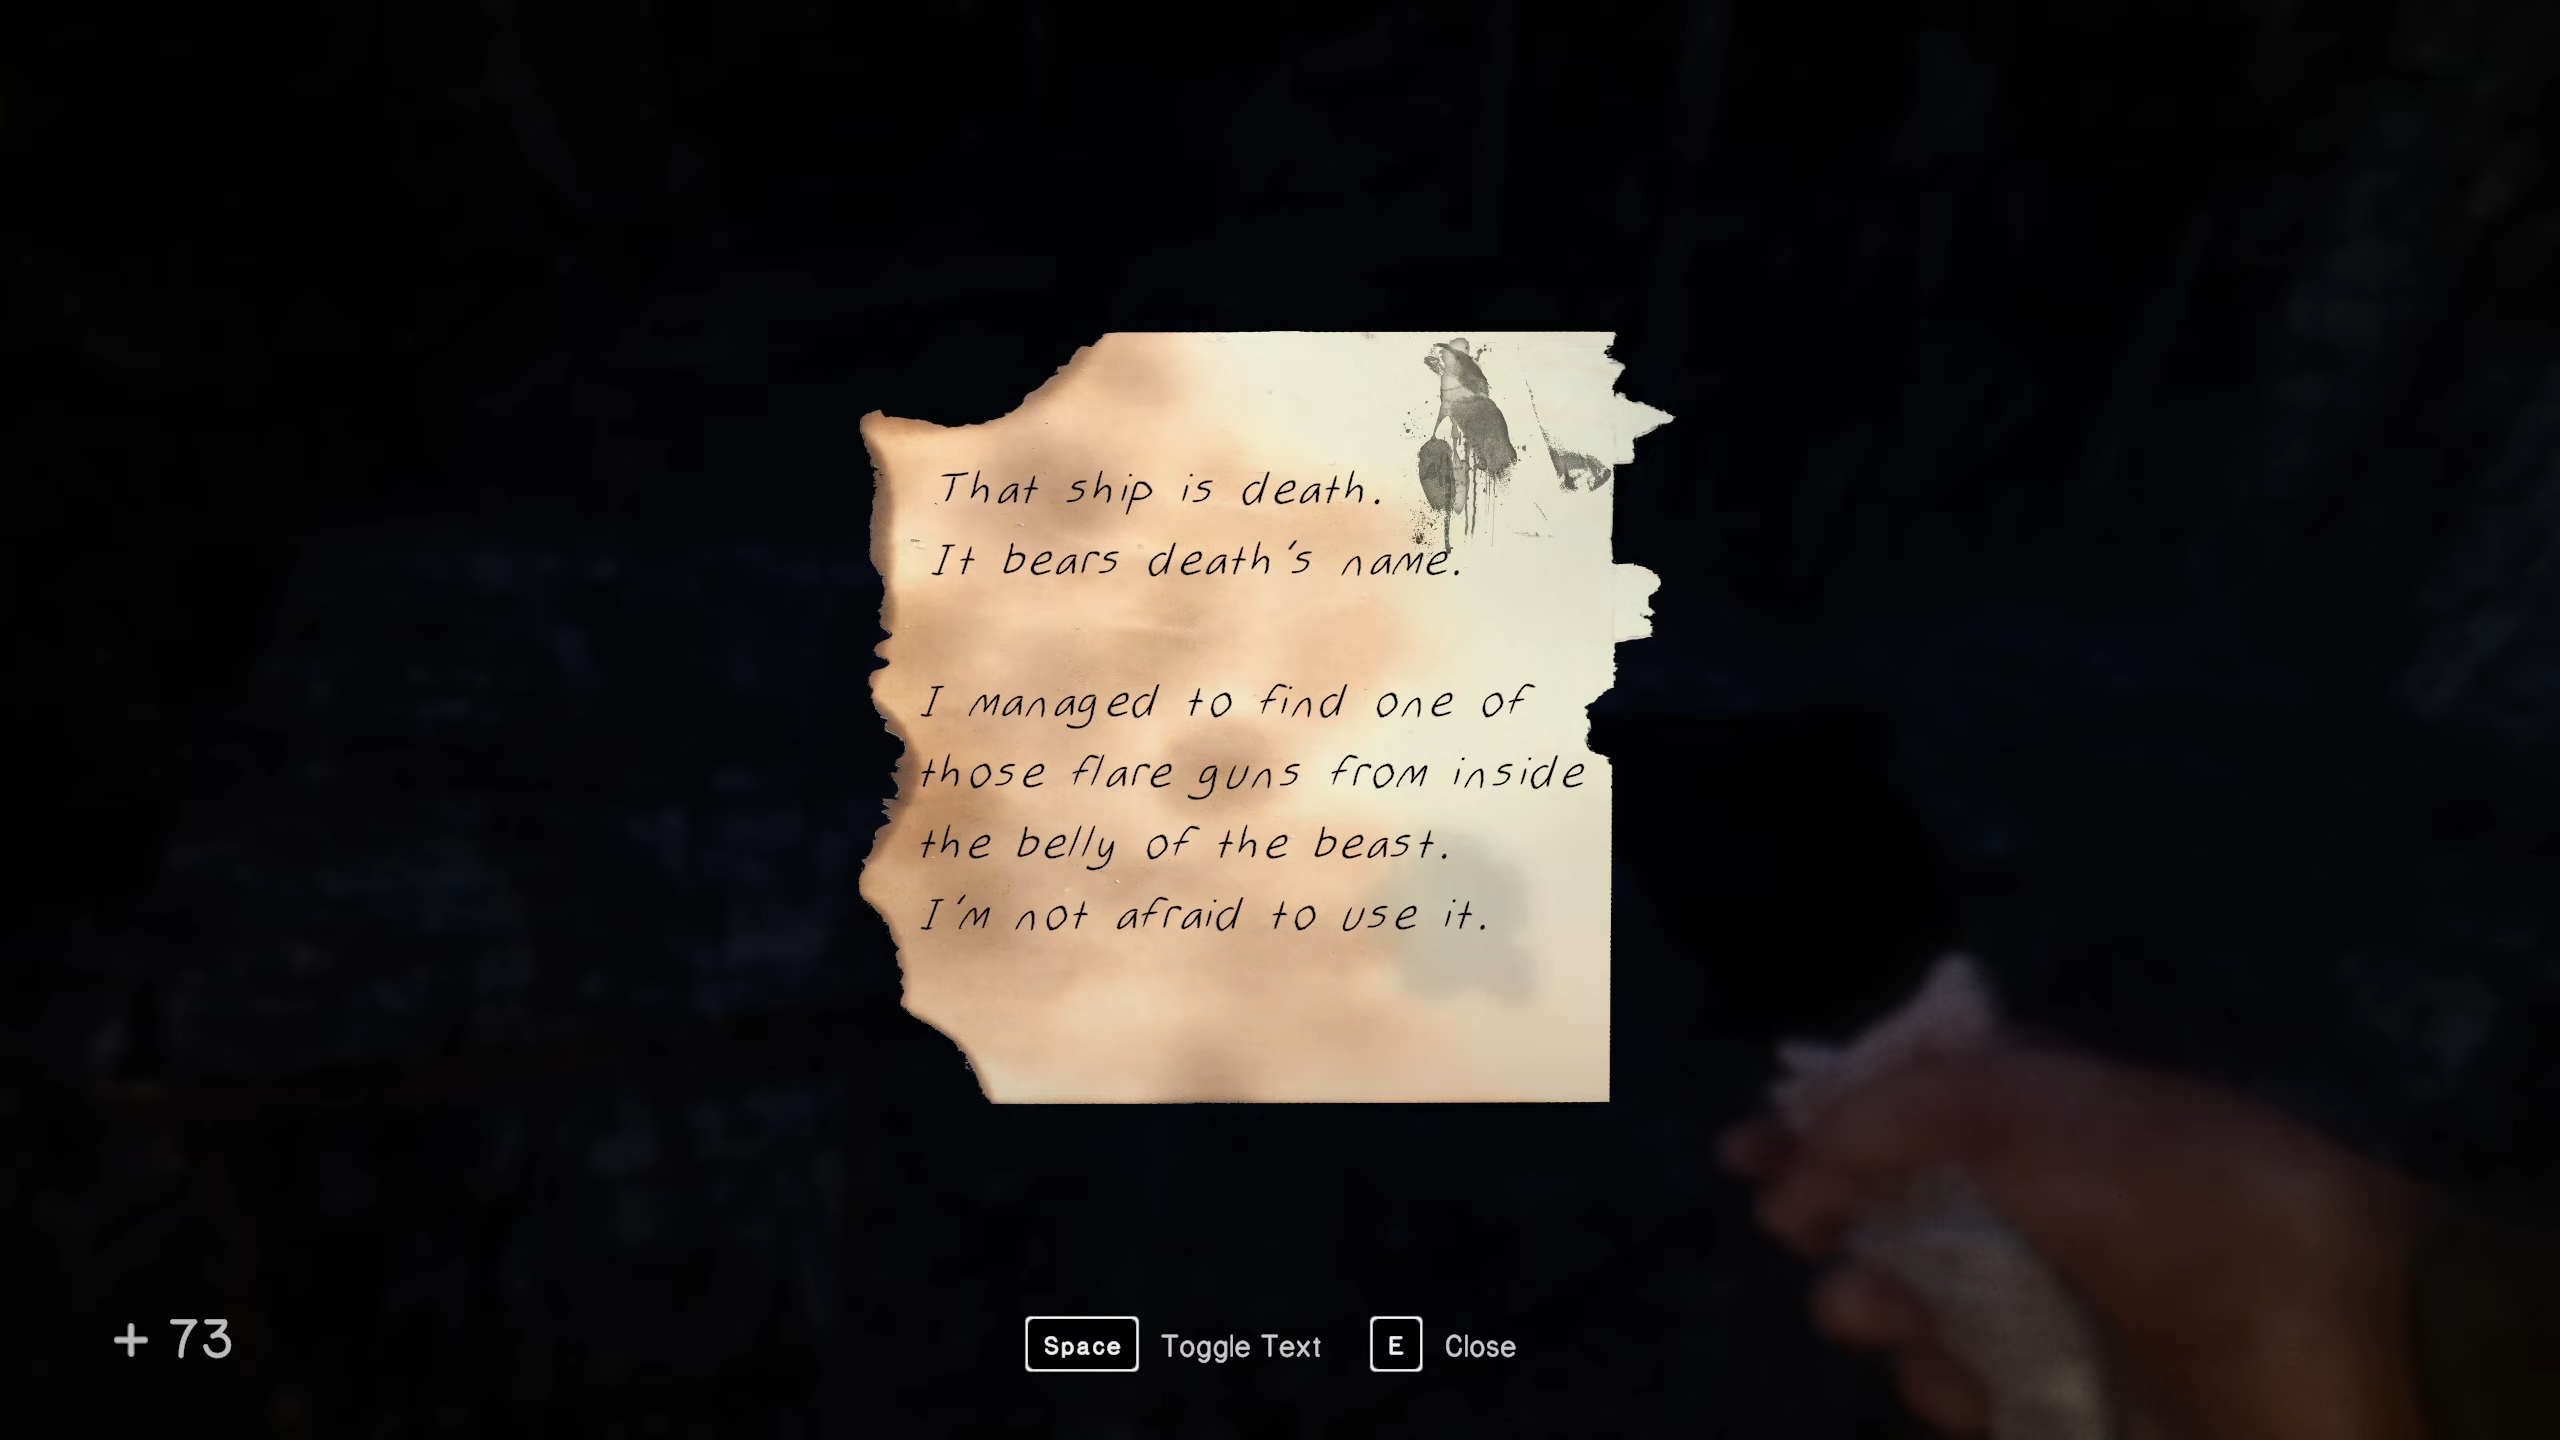 That ship is death.
It bears death's name.
I managed to find one of
those flare guns from inside
the belly of the beast.
I'm not afraid to use it.
+ 73
Space Toggle Text E Close